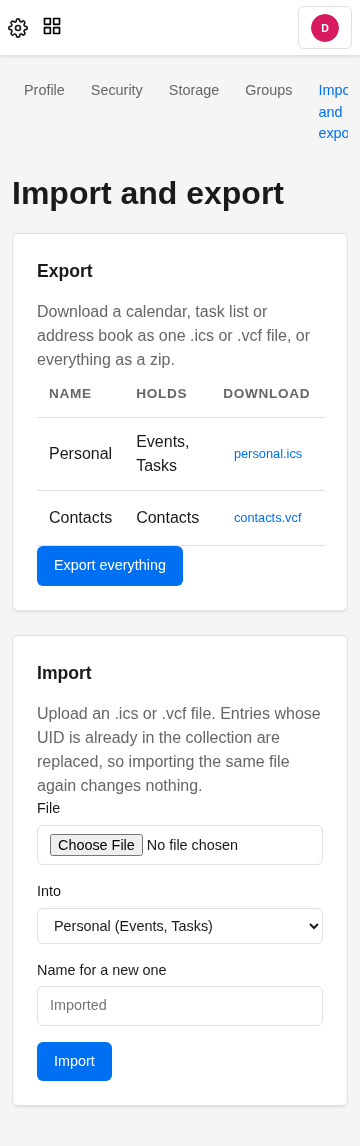 D
Profile Security Storage Groups Impo
and
expo
Import and export
Export
Download a calendar, task list or
address book as one .ics or .vcf file, or
everything as a zip.
NAME HOLDS DOWNLOAD
Personal Events, Tasks personal.ics
Contacts Contacts contacts.vcf
Export everything
Import
Upload an .ics or .vcf file. Entries whose
UID is already in the collection are
replaced, so importing the same file
again changes nothing.
File
Choose File No file chosen
Into
Personal (Events, Tasks)
Name for a new one
Imported
Import